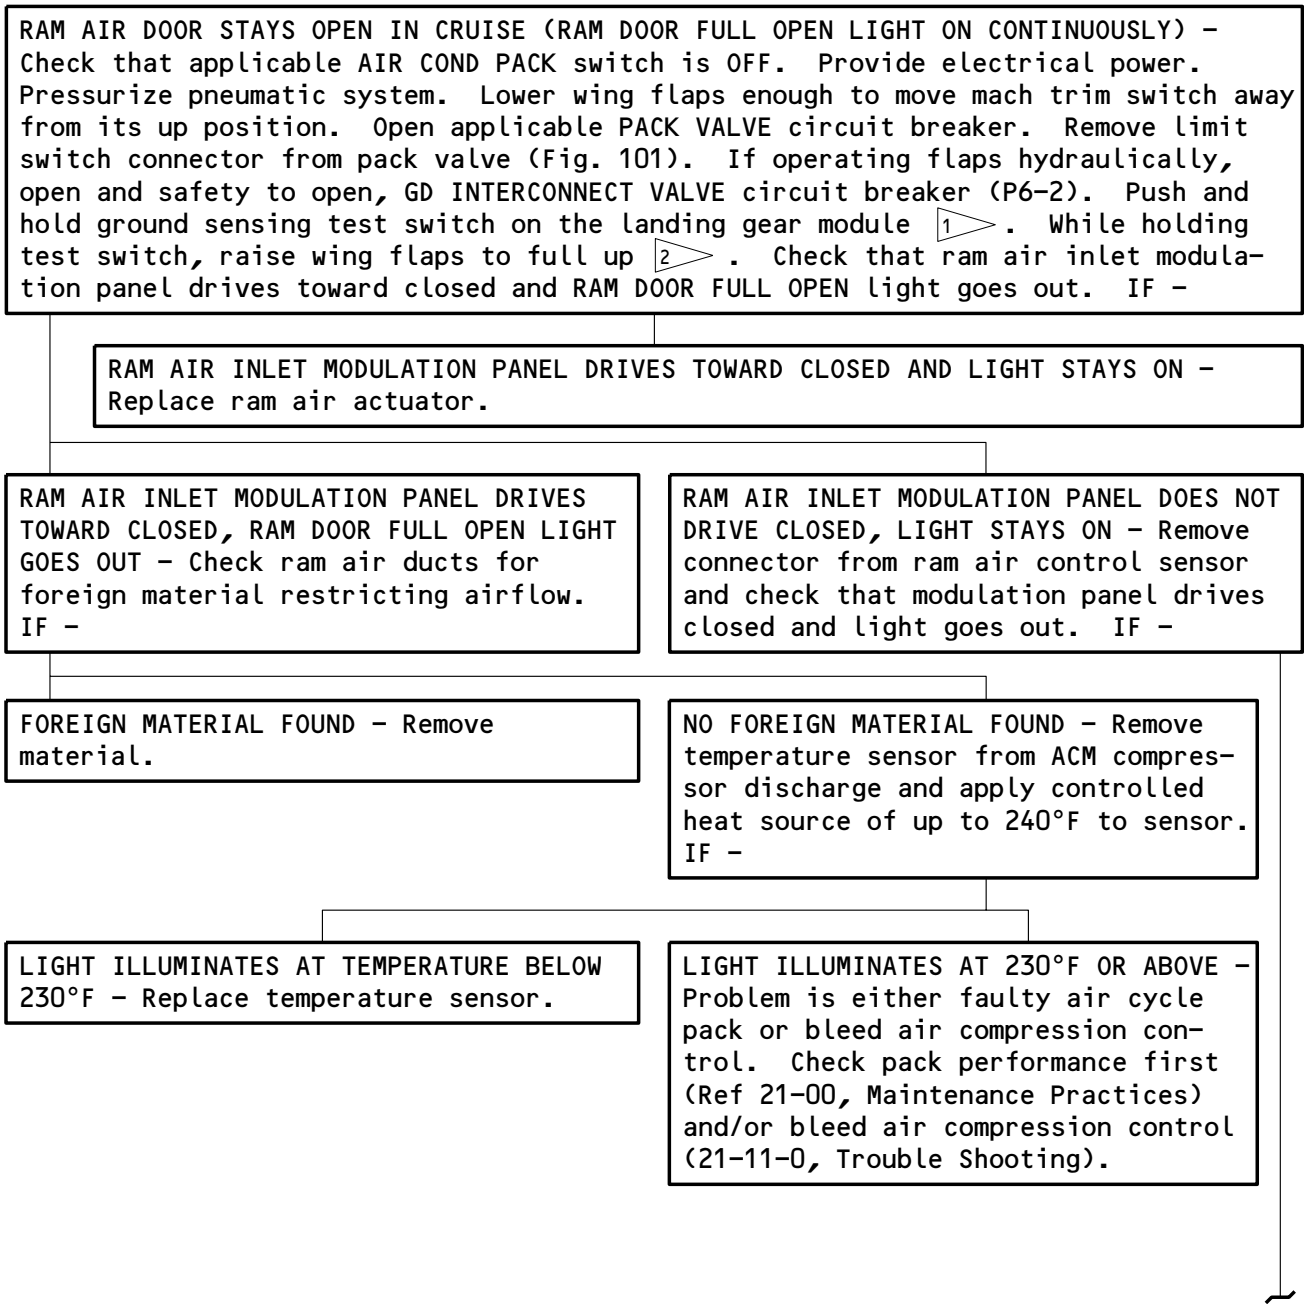 RAM AIR DOOR STAYS OPEN IN CRUISE (RAM DOOR FULL OPEN LIGHT ON CONTINUOUSLY) –
Check that applicable AIR COND PACK switch is OFF.  Provide electrical power.
Pressurize pneumatic system.  Lower wing flaps enough to move mach trim switch away
from its up position.  Open applicable PACK VALVE circuit breaker.  Remove limit
switch connector from pack valve (Fig. 101).  If operating flaps hydraulically,
open and safety to open, GD INTERCONNECT VALVE circuit breaker (P6–2).  Push and
hold ground sensing test switch on the landing gear module 1 .  While holding
test switch, raise wing flaps to full up 2 .  Check that ram air inlet modula–
tion panel drives toward closed and RAM DOOR FULL OPEN light goes out.  IF –
RAM AIR INLET MODULATION PANEL DRIVES TOWARD CLOSED AND LIGHT STAYS ON –
Replace ram air actuator.
RAM AIR INLET MODULATION PANEL DRIVES
TOWARD CLOSED, RAM DOOR FULL OPEN LIGHT
GOES OUT – Check ram air ducts for
foreign material restricting airflow.
IF –
RAM AIR INLET MODULATION PANEL DOES NOT
DRIVE CLOSED, LIGHT STAYS ON – Remove
connector from ram air control sensor
and check that modulation panel drives
closed and light goes out.  IF –
FOREIGN MATERIAL FOUND – Remove
material.
NO FOREIGN MATERIAL FOUND – Remove
temperature sensor from ACM compres–
sor discharge and apply controlled
heat source of up to 240°F to sensor.
IF –
LIGHT ILLUMINATES AT TEMPERATURE BELOW
230°F – Replace temperature sensor.
LIGHT ILLUMINATES AT 230°F OR ABOVE –
Problem is either faulty air cycle
pack or bleed air compression con–
trol.  Check pack performance first
(Ref 21–00, Maintenance Practices)
and/or bleed air compression control
(21–11–0, Trouble Shooting).